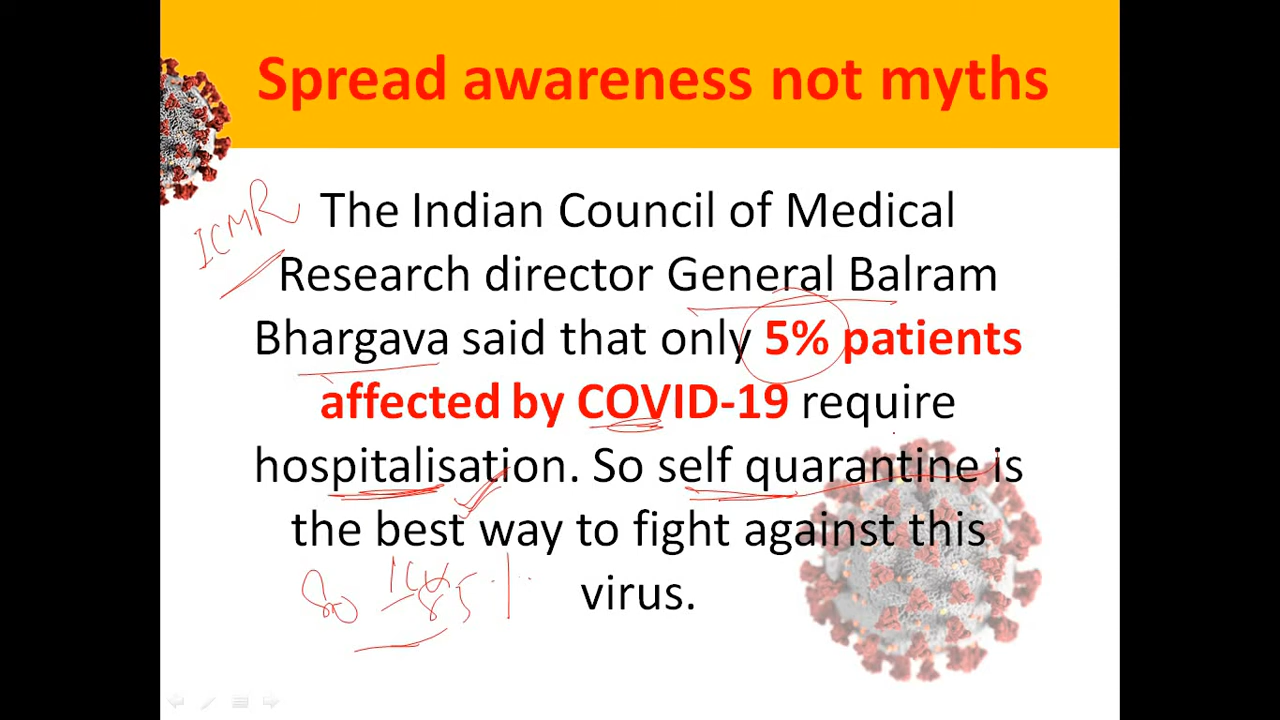 Spread awareness not myths
ICMR
The Indian Council of Medical
Research director General Balram
Bhargava said that only 5% patients
affected by COVID-19 require
hospitalisation. So self quarantine is
the best way to fight against this
virus.
80 85